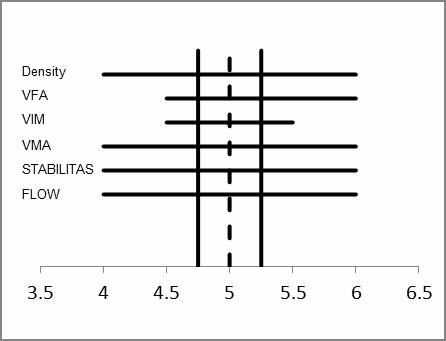 Density
VFA
VIM
VMA
STABILITAS
FLOW
3.5 4 4.5 5 5.5 6 6.5